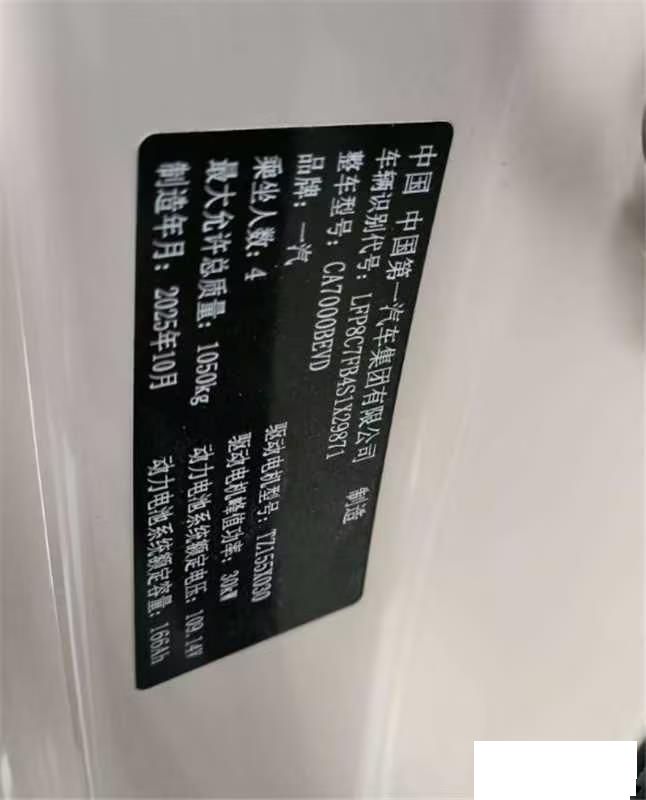 中国 中国第一汽车集团有限公司 制造
车辆识别代号：LFP8C7FB4S1X29871
整车型号：CA7000BEVD
品牌：一汽 驱动电机型号：TZ155X030
乘坐人数：4 驱动电机峰值功率：30kW
最大允许总质量：1050kg 动力电池系统额定电压：109.14V
制造年月：2025年10月 动力电池系统额定容量：166Ah